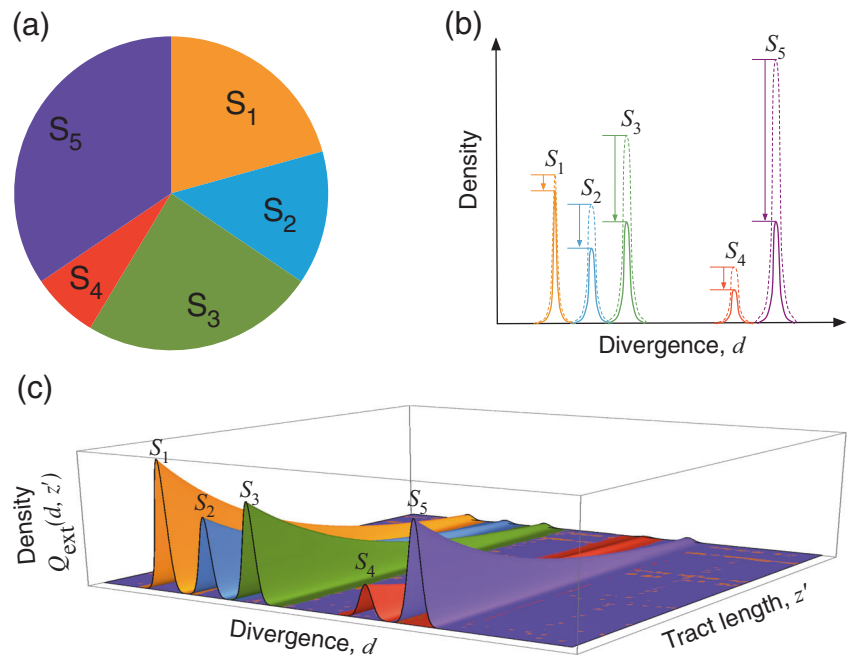 (a)
S1
S2
S3
S4
S5
(b)
Density
S1
S2
S3
S4
S5
Divergence, d
(c)
Density
Qext(d, z′)
S1
S2
S3
S4
S5
Divergence, d
Tract length, z′